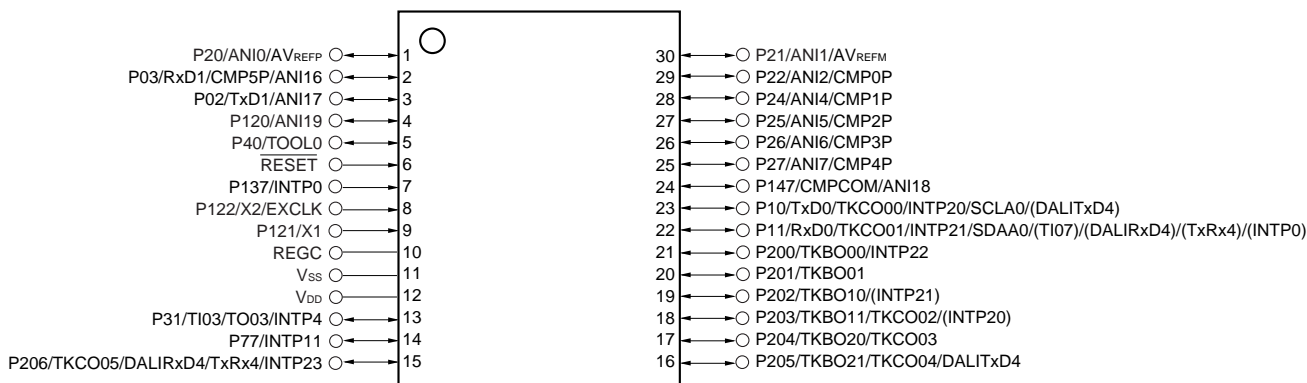 P20/ANI0/AVREFP 1 30 P21/ANI1/AVREFM
P03/RxD1/CMP5P/ANI16 2 29 P22/ANI2/CMP0P
P02/TxD1/ANI17 3 28 P24/ANI4/CMP1P
P120/ANI19 4 27 P25/ANI5/CMP2P
P40/TOOL0 5 26 P26/ANI6/CMP3P
RESET 6 25 P27/ANI7/CMP4P
P137/INTP0 7 24 P147/CMPCOM/ANI18
P122/X2/EXCLK 8 23 P10/TxD0/TKCO00/INTP20/SCLA0/(DALITxD4)
P121/X1 9 22 P11/RxD0/TKCO01/INTP21/SDAA0/(TI07)/(DALIRxD4)/(TxRx4)/(INTP0)
REGC 10 21 P200/TKBO00/INTP22
VSS 11 20 P201/TKBO01
VDD 12 19 P202/TKBO10/(INTP21)
P31/TI03/TO03/INTP4 13 18 P203/TKBO11/TKCO02/(INTP20)
P77/INTP11 14 17 P204/TKBO20/TKCO03
P206/TKCO05/DALIRxD4/TxRx4/INTP23 15 16 P205/TKBO21/TKCO04/DALITxD4